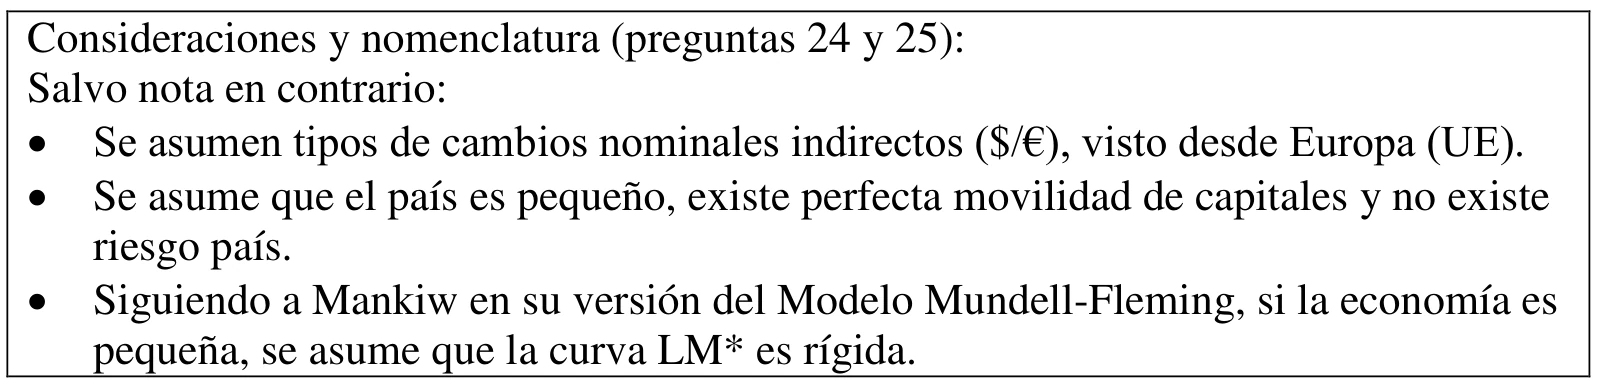 Consideraciones y nomenclatura (preguntas 24 y 25):
Salvo nota en contrario:
• Se asumen tipos de cambios nominales indirectos ($/€), visto desde Europa (UE).
• Se asume que el país es pequeño, existe perfecta movilidad de capitales y no existe
riesgo país.
• Siguiendo a Mankiw en su versión del Modelo Mundell-Fleming, si la economía es
pequeña, se asume que la curva LM* es rígida.